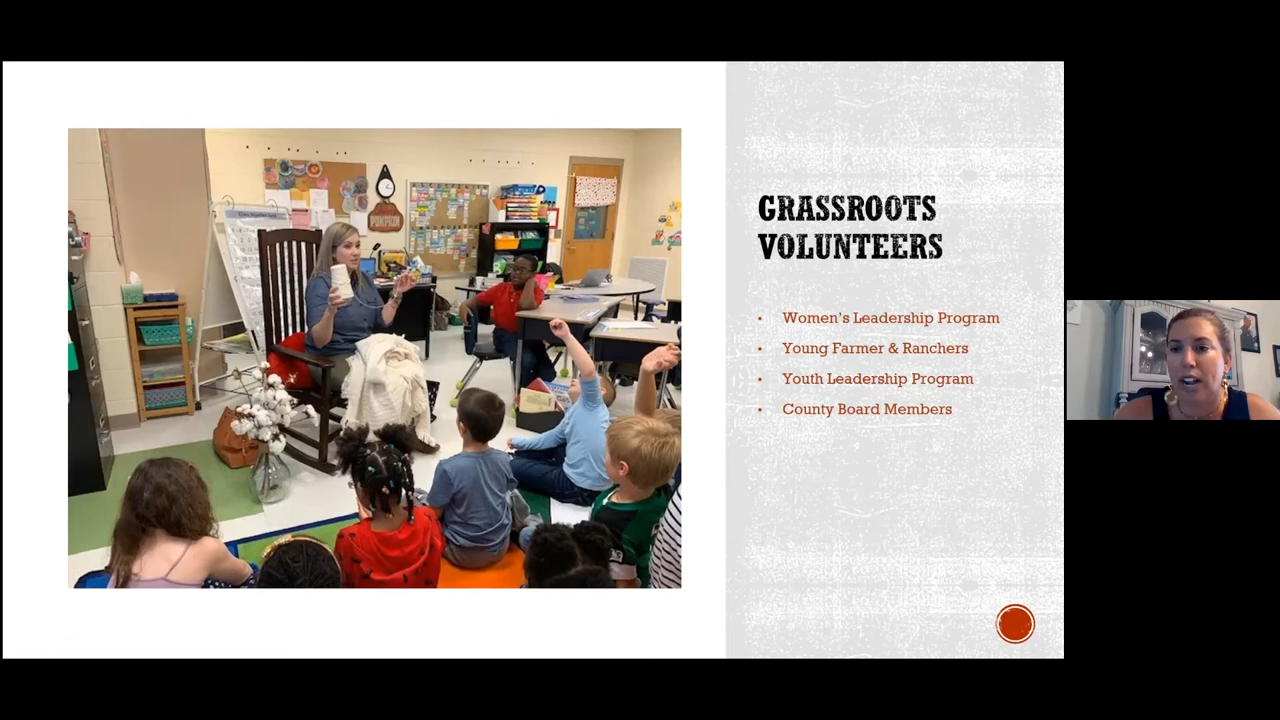 PUMPKIN
GRASSROOTS
VOLUNTEERS
• Women's Leadership Program
• Young Farmer & Ranchers
• Youth Leadership Program
• County Board Members